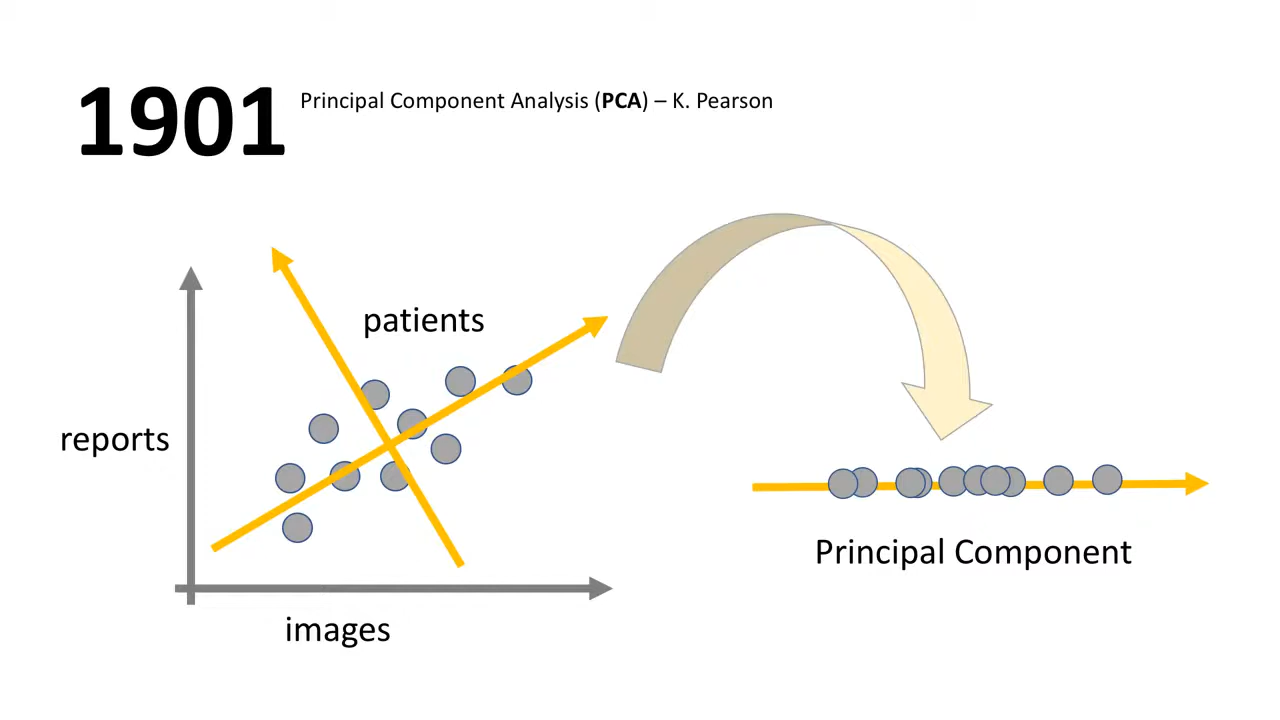 1901
Principal Component Analysis (PCA) – K. Pearson
patients
reports
images
Principal Component